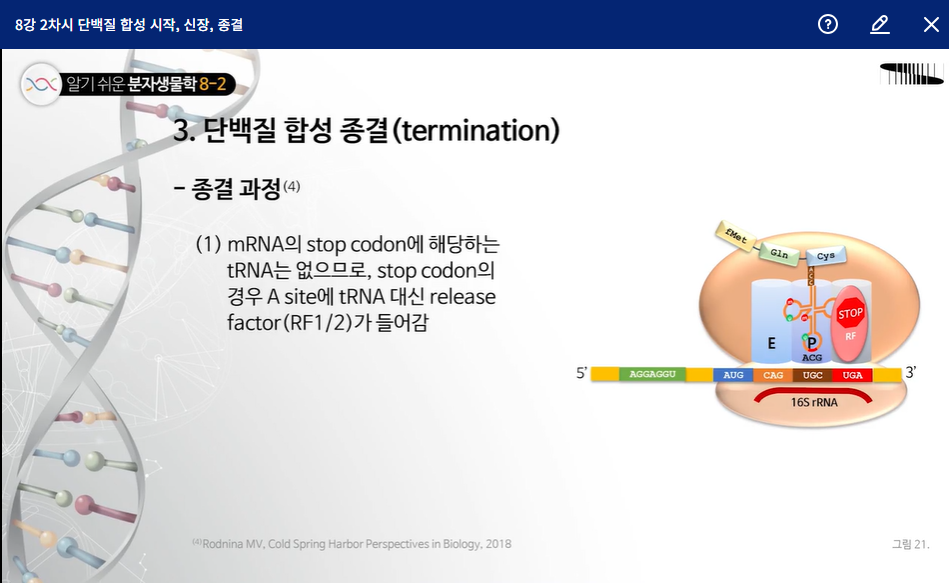 8강 2차시 단백질 합성 시작, 신장, 종결
알기 쉬운 분자생물학 8-2
3. 단백질 합성 종결(termination)
- 종결 과정(4)
(1) mRNA의 stop codon에 해당하는
tRNA는 없으므로, stop codon의
경우 A site에 tRNA 대신 release
factor(RF1/2)가 들어감
fMet
Gln
Cys
STOP
RF
E
P
ACG
5’
AGGAGGU
AUG
CAG
UGC
UGA
3’
16S rRNA
(4)Rodnina MV, Cold Spring Harbor Perspectives in Biology, 2018
그림 21.